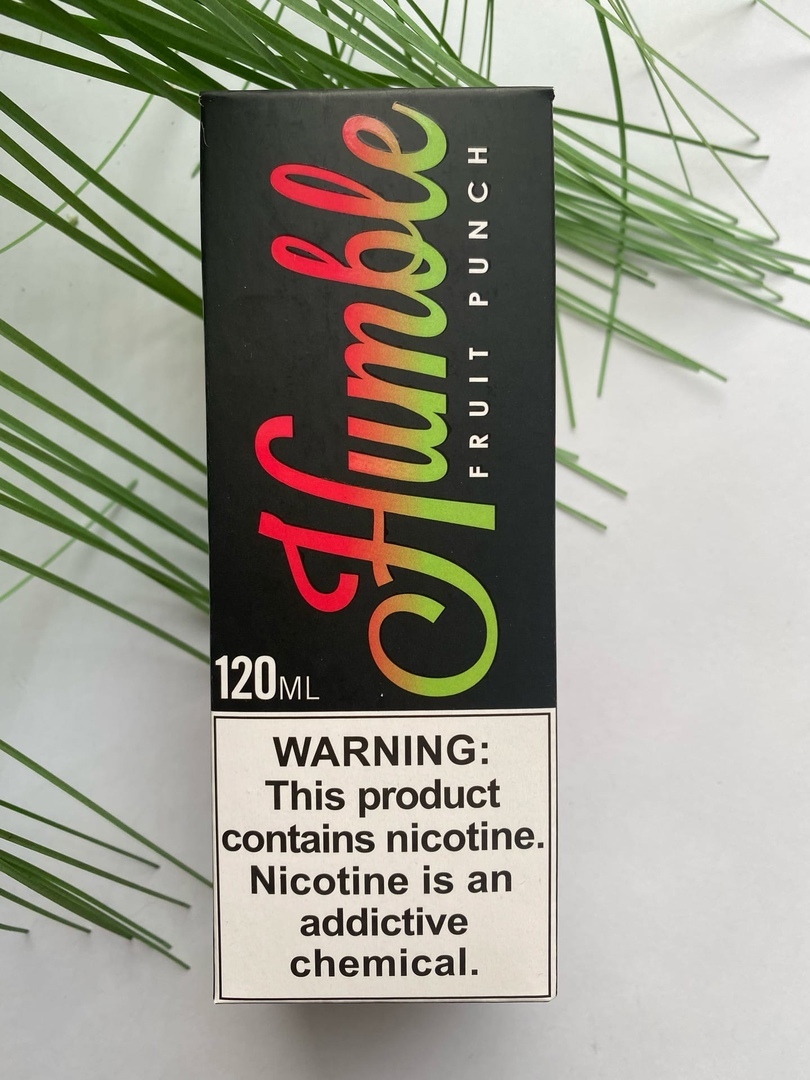 Humble
FRUIT PUNCH
120ML
WARNING:
This product
contains nicotine.
Nicotine is an
addictive
chemical.